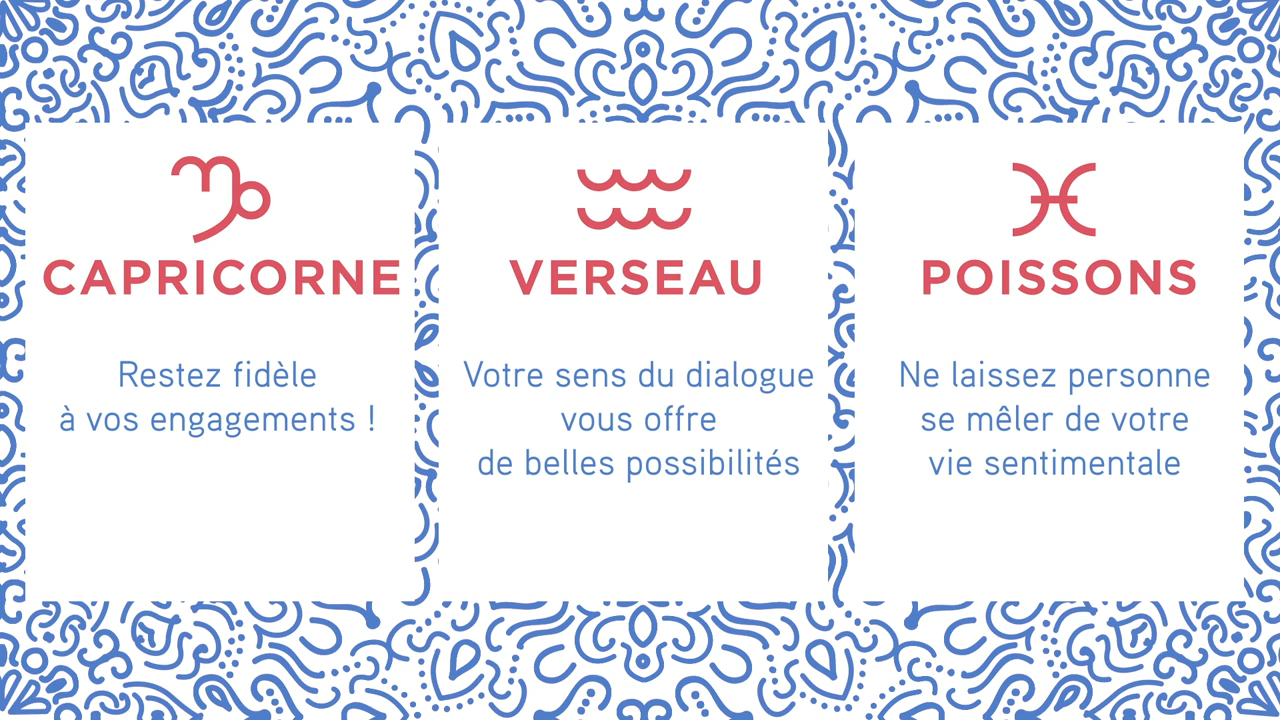 CAPRICORNE
Restez fidèle
à vos engagements !
VERSEAU
Votre sens du dialogue
vous offre
de belles possibilités
POISSONS
Ne laissez personne
se mêler de votre
vie sentimentale